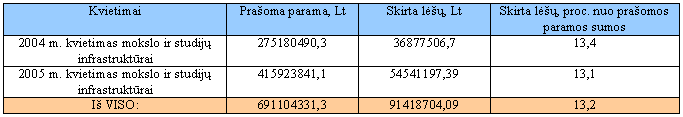 Kvietimai Prašoma parama, Lt Skirta lėšų, Lt Skirta lėšų, proc. nuo prašomos
paramos sumos
2004 m. kvietimas mokslo ir studijų 275180490,3 36877506,7 13,4
infrastruktūrai
2005 m. kvietimas mokslo ir studijų 415923841,1 54541197,39 13,1
infrastruktūrai
Iš VISO: 691104331,3 91418704,09 13,2